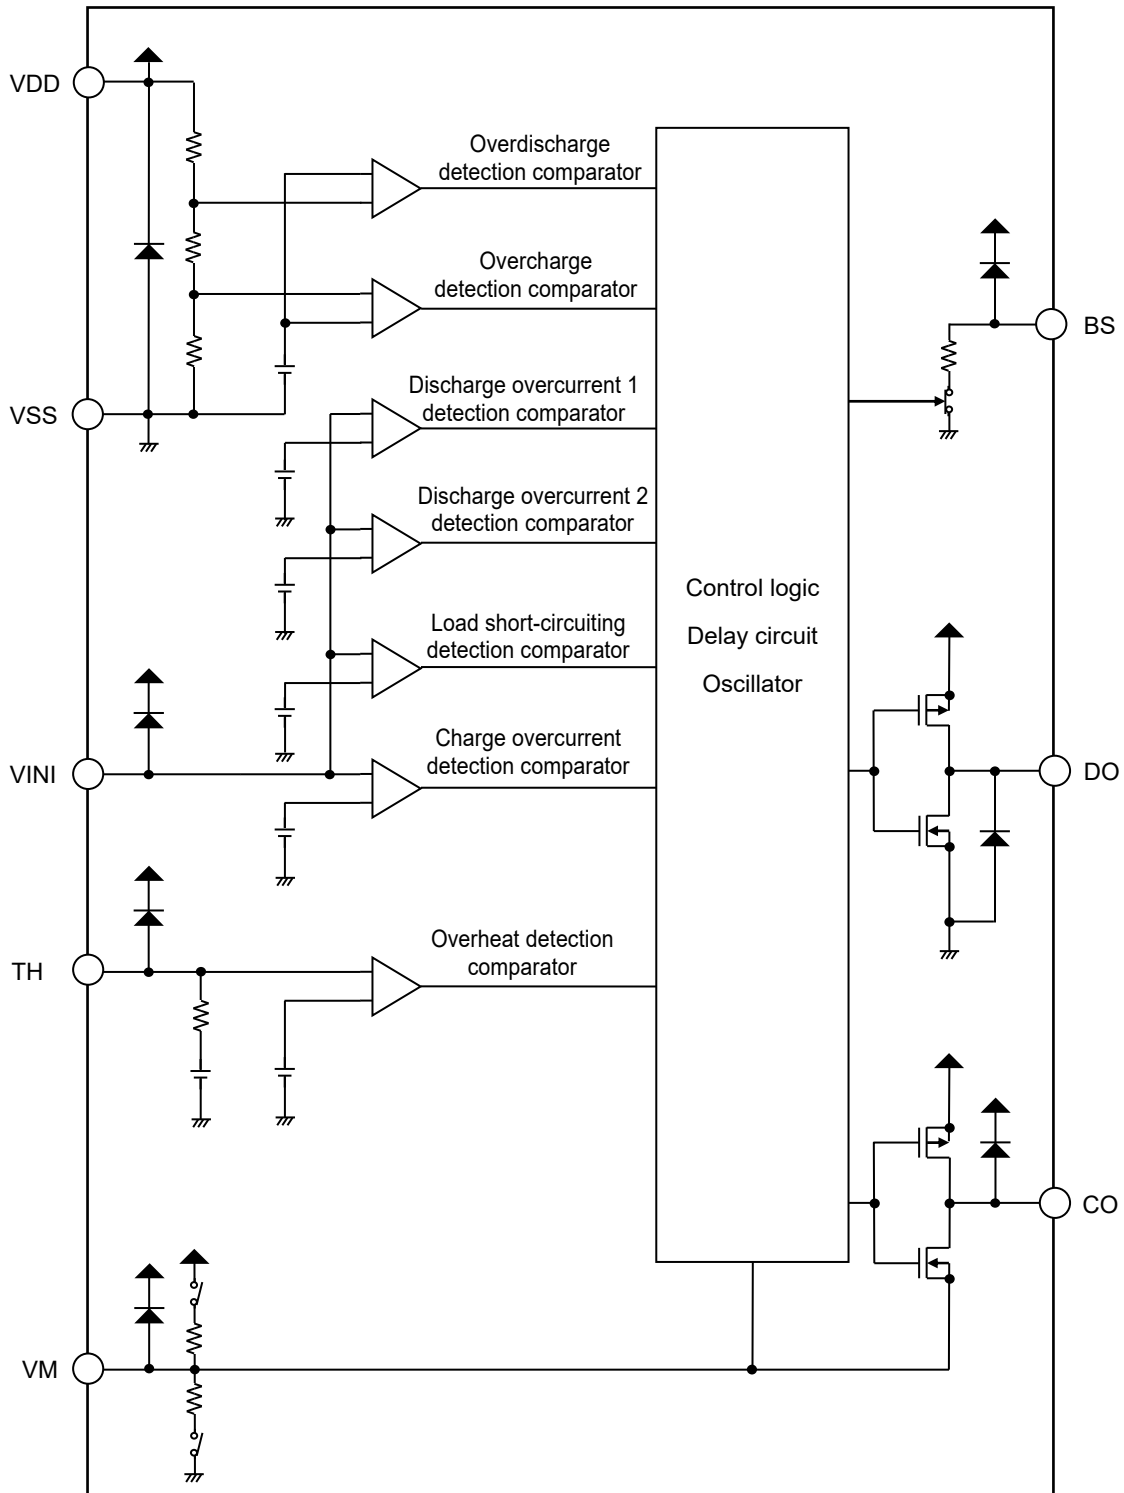 VDD
Overdischarge
detection comparator
Overcharge
detection comparator
BS
VSS
Discharge overcurrent 1
detection comparator
Discharge overcurrent 2
detection comparator
Control logic
Delay circuit
Oscillator
Load short-circuiting
detection comparator
VINI
Charge overcurrent
detection comparator
DO
TH
Overheat detection
comparator
CO
VM